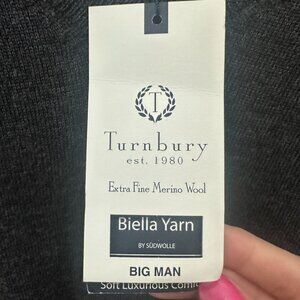 T
Turnbury
est. 1980
Extra Fine Merino Wool
Biella Yarn
BY SÜDWOLLE
BIG MAN
Soft Luxurious